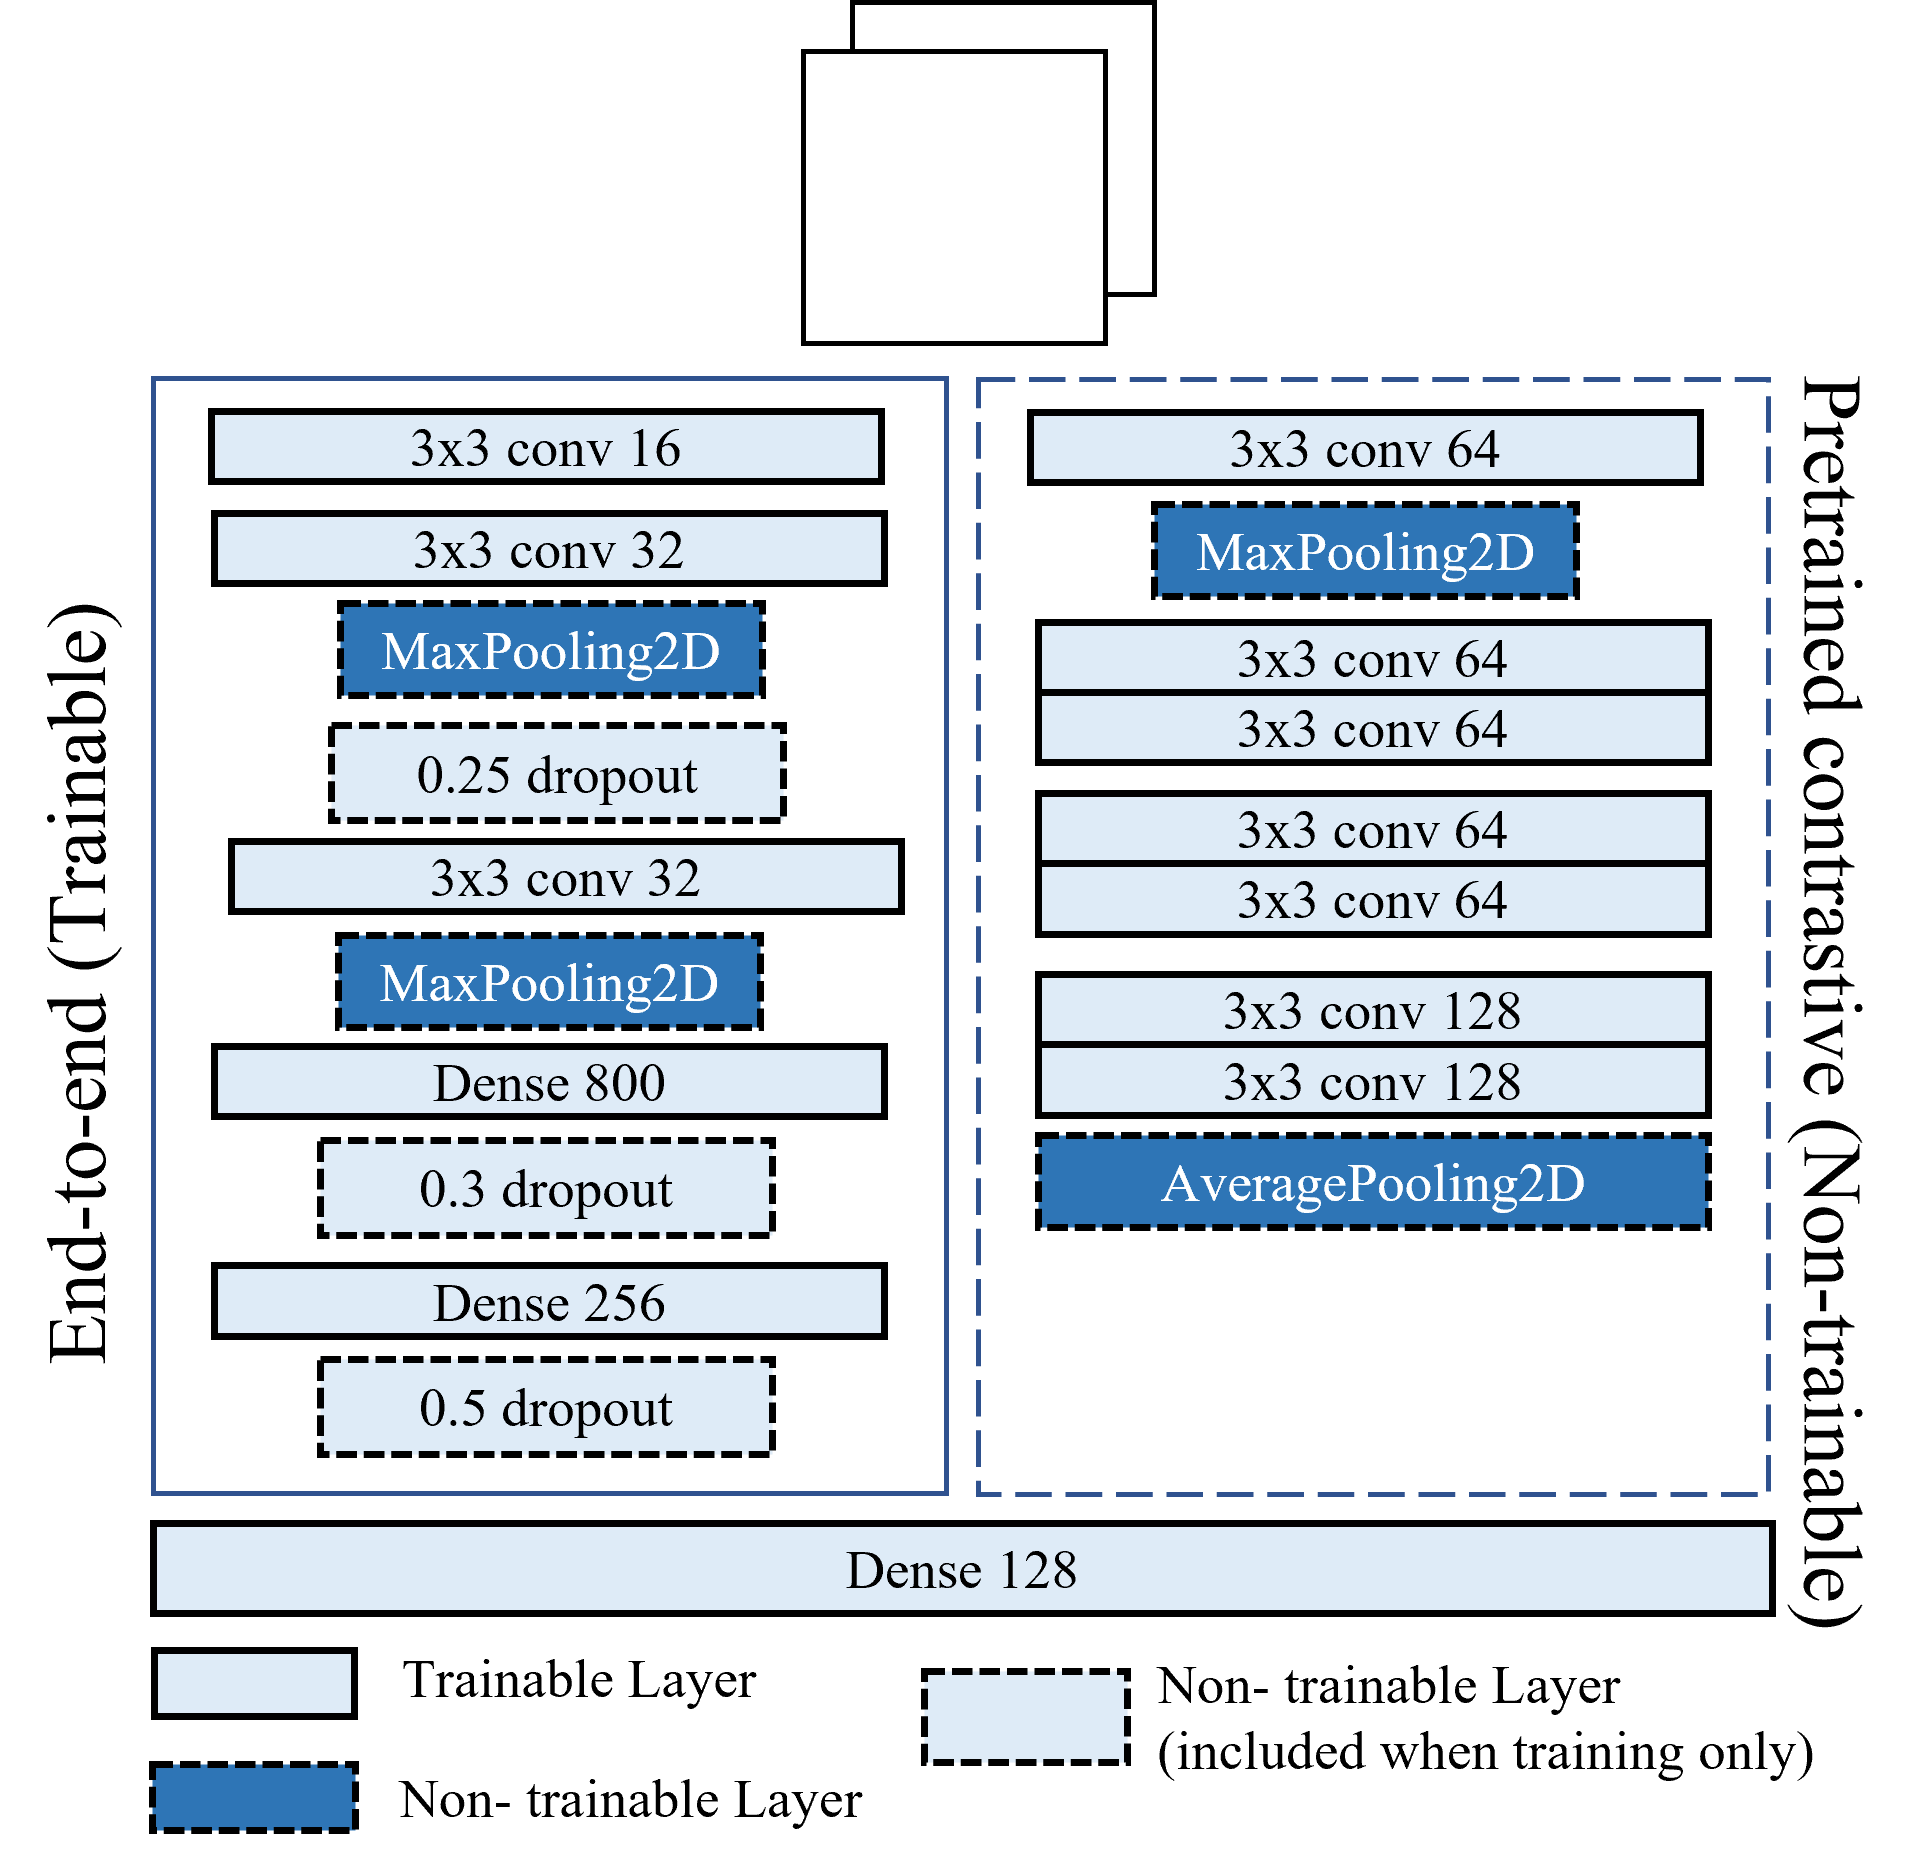 End-to-end (Trainable)
3x3 conv 16
3x3 conv 32
MaxPooling2D
0.25 dropout
3x3 conv 32
MaxPooling2D
Dense 800
0.3 dropout
Dense 256
0.5 dropout
3x3 conv 64
MaxPooling2D
3x3 conv 64
3x3 conv 64
3x3 conv 64
3x3 conv 64
3x3 conv 128
3x3 conv 128
AveragePooling2D
Pretrained contrastive (Non-trainable)
Dense 128
Trainable Layer
Non- trainable Layer
Non- trainable Layer
(included when training only)